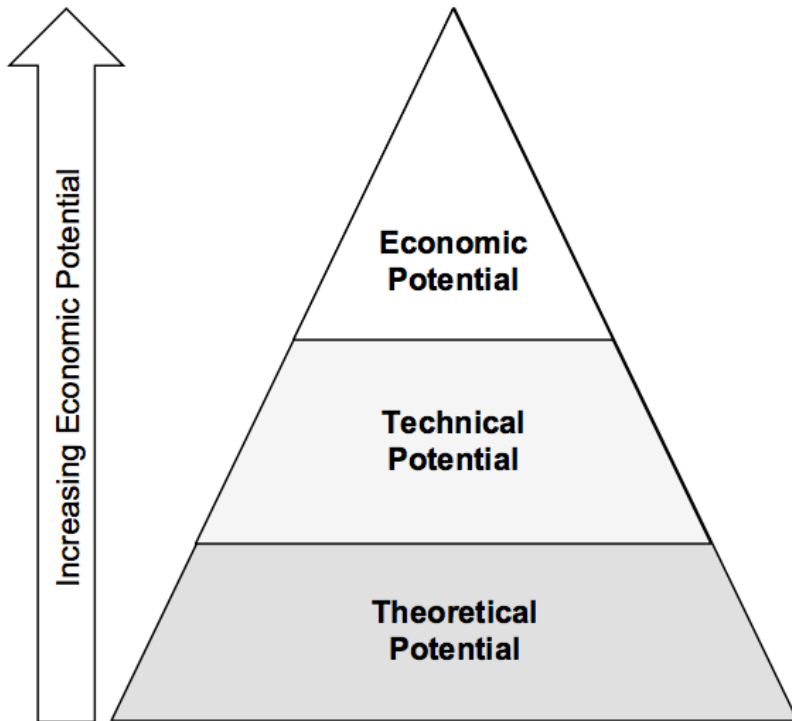 Increasing Economic Potential
Economic
Potential
Technical
Potential
Theoretical
Potential